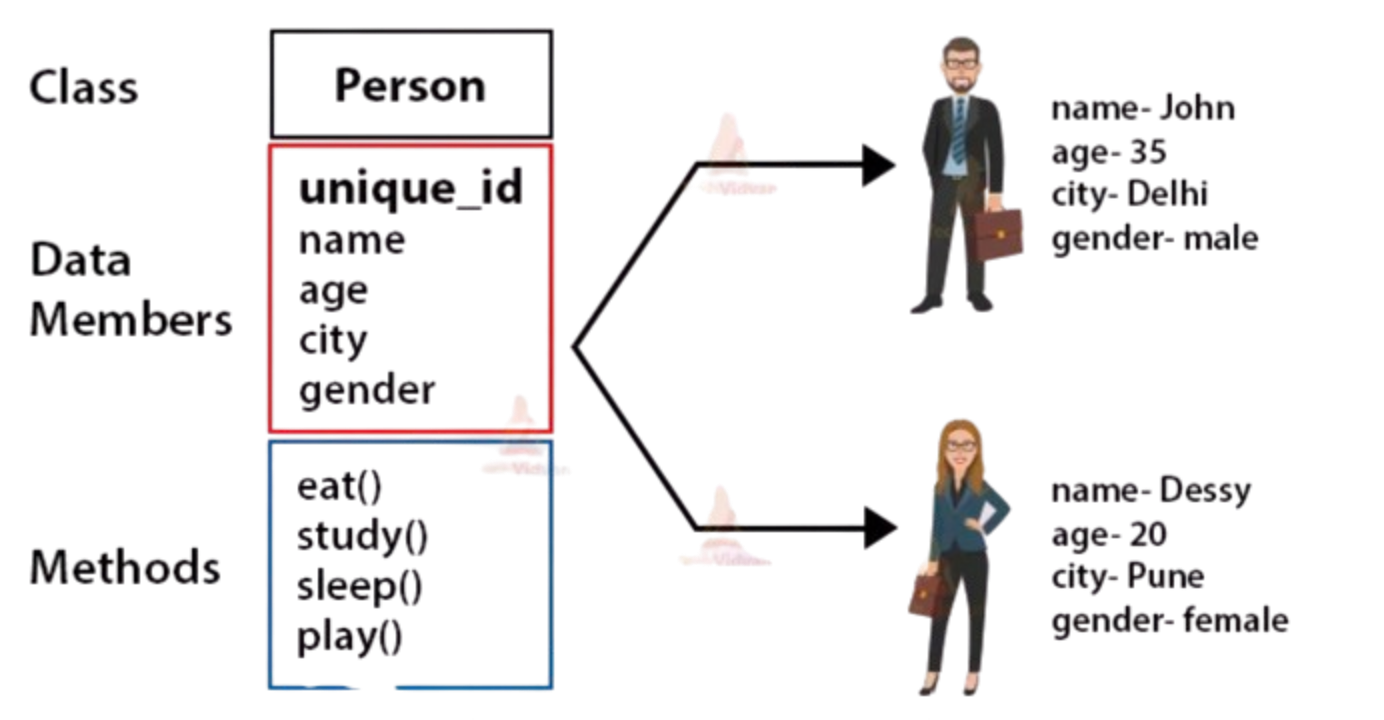 Class
Person
Data
Members
unique_id
name
age
city
gender
Methods
eat()
study()
sleep()
play()
name- John
age- 35
city- Delhi
gender- male
name- Dessy
age- 20
city- Pune
gender- female
Vidvan